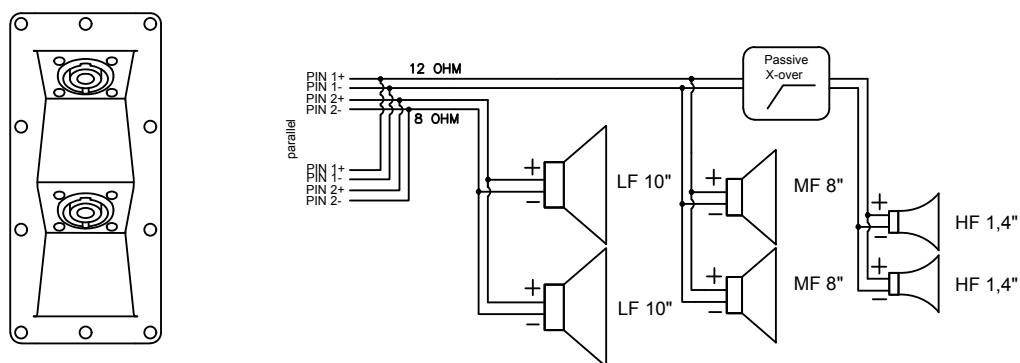 12 OHM
PIN 1+
PIN 1-
PIN 2+
PIN 2-
8 OHM
parallel
PIN 1+
PIN 1-
PIN 2+
PIN 2-
Passive
X-over
+
−
LF 10"
+
−
LF 10"
+
−
MF 8"
+
−
MF 8"
+
−
HF 1,4"
+
−
HF 1,4"